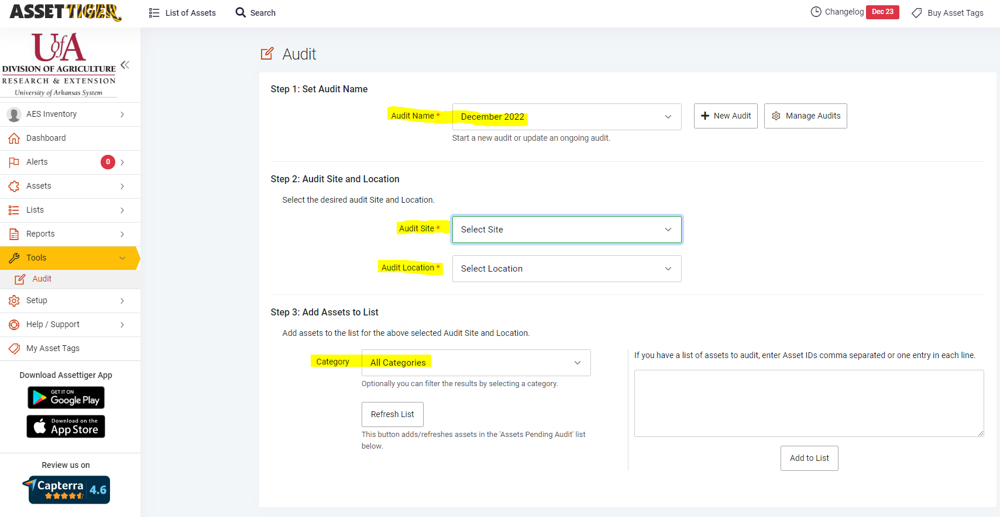 ASSETTIGER
List of Assets
Search
Changelog Dec 23
Buy Asset Tags
UofA
DIVISION OF AGRICULTURE
RESEARCH & EXTENSION
University of Arkansas System
AES Inventory
Dashboard
Alerts 0
Assets
Lists
Reports
Tools
Audit
Setup
Help / Support
My Asset Tags
Download Assettiger App
GET IT ON
Google Play
Download on the
App Store
Review us on
Capterra 4.6
Audit
Step 1: Set Audit Name
Audit Name * December 2022
New Audit
Manage Audits
Start a new audit or update an ongoing audit.
Step 2: Audit Site and Location
Select the desired audit Site and Location.
Audit Site * Select Site
Audit Location * Select Location
Step 3: Add Assets to List
Add assets to the list for the above selected Audit Site and Location.
Category All Categories
Optionally you can filter the results by selecting a category.
Refresh List
This button adds/refreshes assets in the 'Assets Pending Audit' list
below.
If you have a list of assets to audit, enter Asset IDs comma separated or one entry in each line.
Add to List